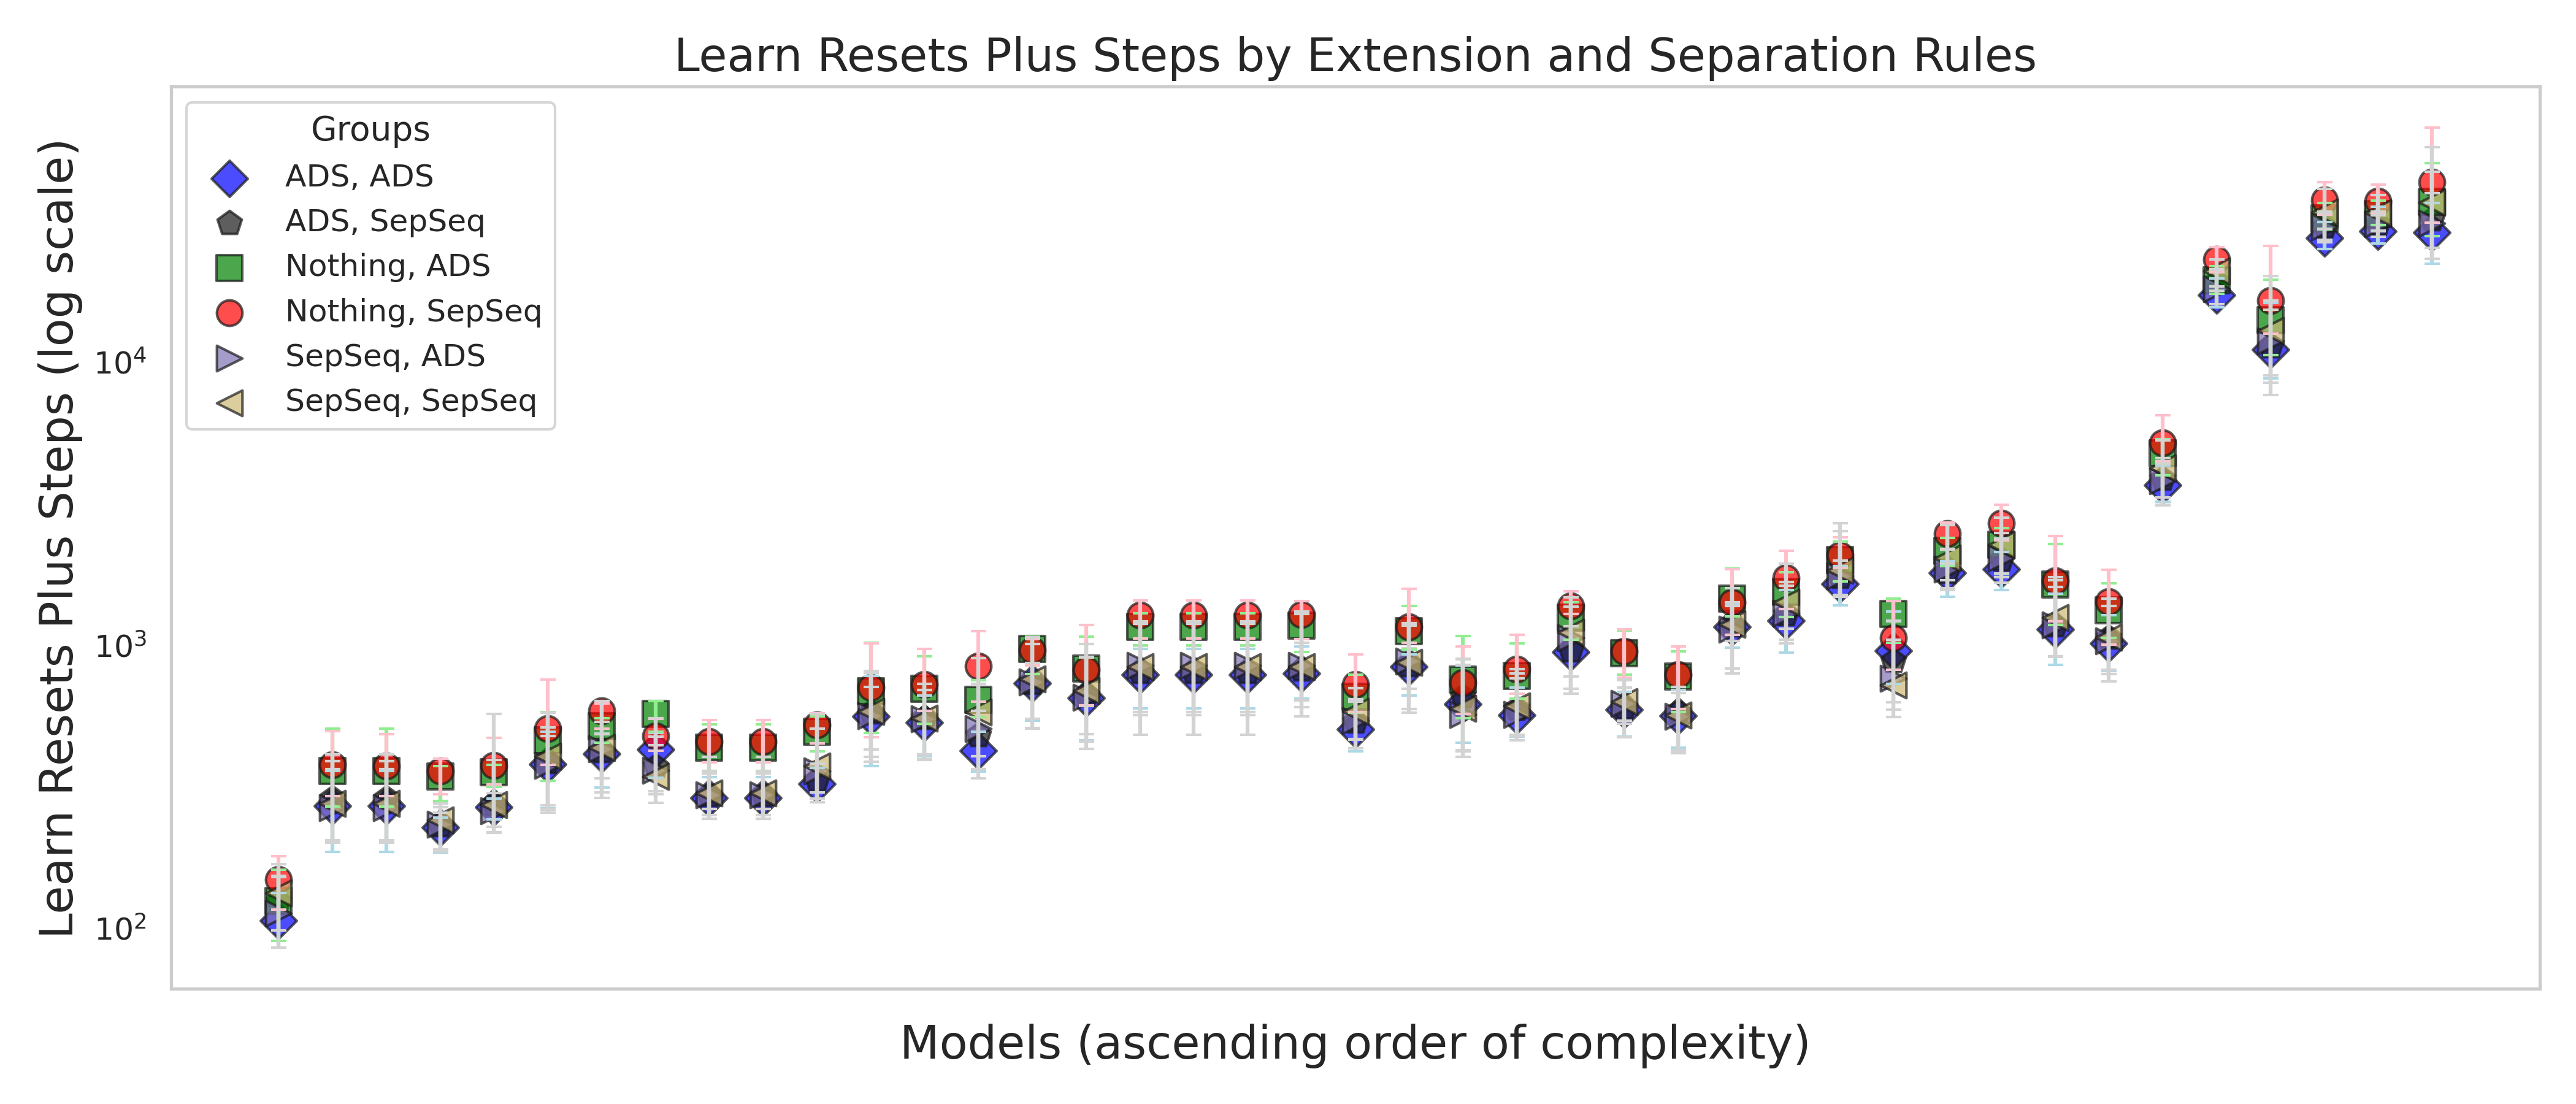 Learn Resets Plus Steps by Extension and Separation Rules
Learn Resets Plus Steps (log scale)
10⁴
10³
10²
Groups
ADS, ADS
ADS, SepSeq
Nothing, ADS
Nothing, SepSeq
SepSeq, ADS
SepSeq, SepSeq
Models (ascending order of complexity)